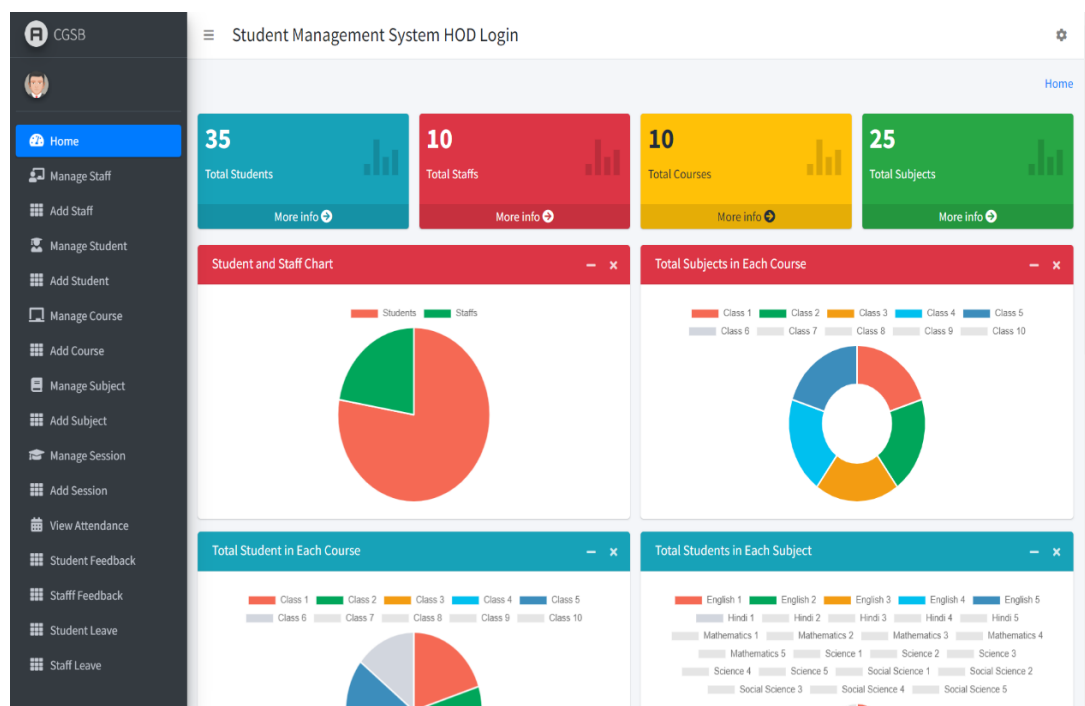 CGSB
Student Management System HOD Login
Home
Home
Manage Staff
Add Staff
Manage Student
Add Student
Manage Course
Add Course
Manage Subject
Add Subject
Manage Session
Add Session
View Attendance
Student Feedback
Stafff Feedback
Student Leave
Staff Leave
35
Total Students
More info
10
Total Staffs
More info
10
Total Courses
More info
25
Total Subjects
More info
Student and Staff Chart
Students Staffs
Total Subjects in Each Course
Class 1 Class 2 Class 3 Class 4 Class 5
Class 6 Class 7 Class 8 Class 9 Class 10
Total Student in Each Course
Class 1 Class 2 Class 3 Class 4 Class 5
Class 6 Class 7 Class 8 Class 9 Class 10
Total Students in Each Subject
English 1 English 2 English 3 English 4 English 5
Hindi 1 Hindi 2 Hindi 3 Hindi 4 Hindi 5
Mathematics 1 Mathematics 2 Mathematics 3 Mathematics 4
Mathematics 5 Science 1 Science 2 Science 3
Science 4 Science 5 Social Science 1 Social Science 2
Social Science 3 Social Science 4 Social Science 5